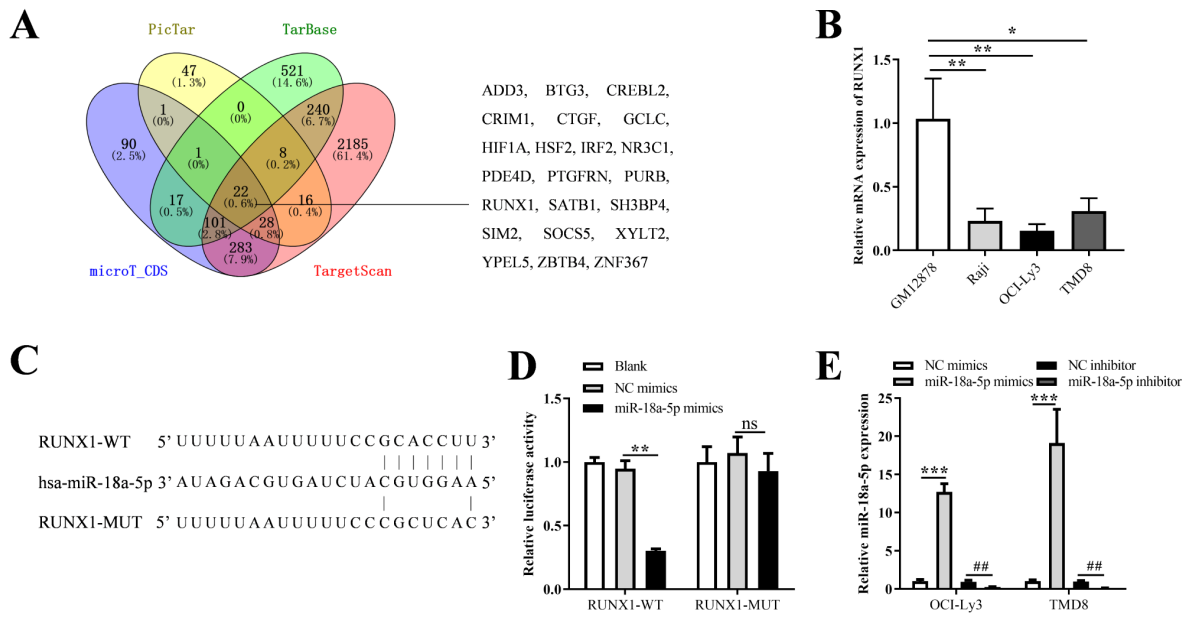 A
PicTar
TarBase
47
(1.3%)
521
(14.6%)
1
(0%)
0
(0%)
240
(6.7%)
90
(2.5%)
1
(0%)
8
(0.2%)
2185
(61.4%)
22
(0.6%)
17
(0.5%)
16
(0.4%)
101
(2.8%)
28
(0.8%)
283
(7.9%)
microT_CDS
TargetScan
ADD3, BTG3, CREBL2,
CRIM1, CTGF, GCLC,
HIF1A, HSF2, IRF2, NR3C1,
PDE4D, PTGFRN, PURB,
RUNX1, SATB1, SH3BP4,
SIM2, SOCS5, XYLT2,
YPEL5, ZBTB4, ZNF367
B
Relative mRNA expression of RUNX1
1.5
1.0
0.5
0.0
*
**
**
GM12878
Raji
OCI-Ly3
TMD8
C
RUNX1-WT 5’ UUUUUAAUUUUUCCGCACCUU 3’
hsa-miR-18a-5p 3’ AUAGACGUGAUCUACGUGGAA 5’
RUNX1-MUT 5’ UUUUUAAUUUUUCCCGCUCAC 3’
D
Blank
NC mimics
miR-18a-5p mimics
Relative luciferase activity
1.5
1.0
0.5
0.0
**
ns
RUNX1-WT
RUNX1-MUT
E
NC mimics
NC inhibitor
miR-18a-5p mimics
miR-18a-5p inhibitor
Relative miR-18a-5p expression
25
20
15
10
5
0
***
##
***
##
OCI-Ly3
TMD8